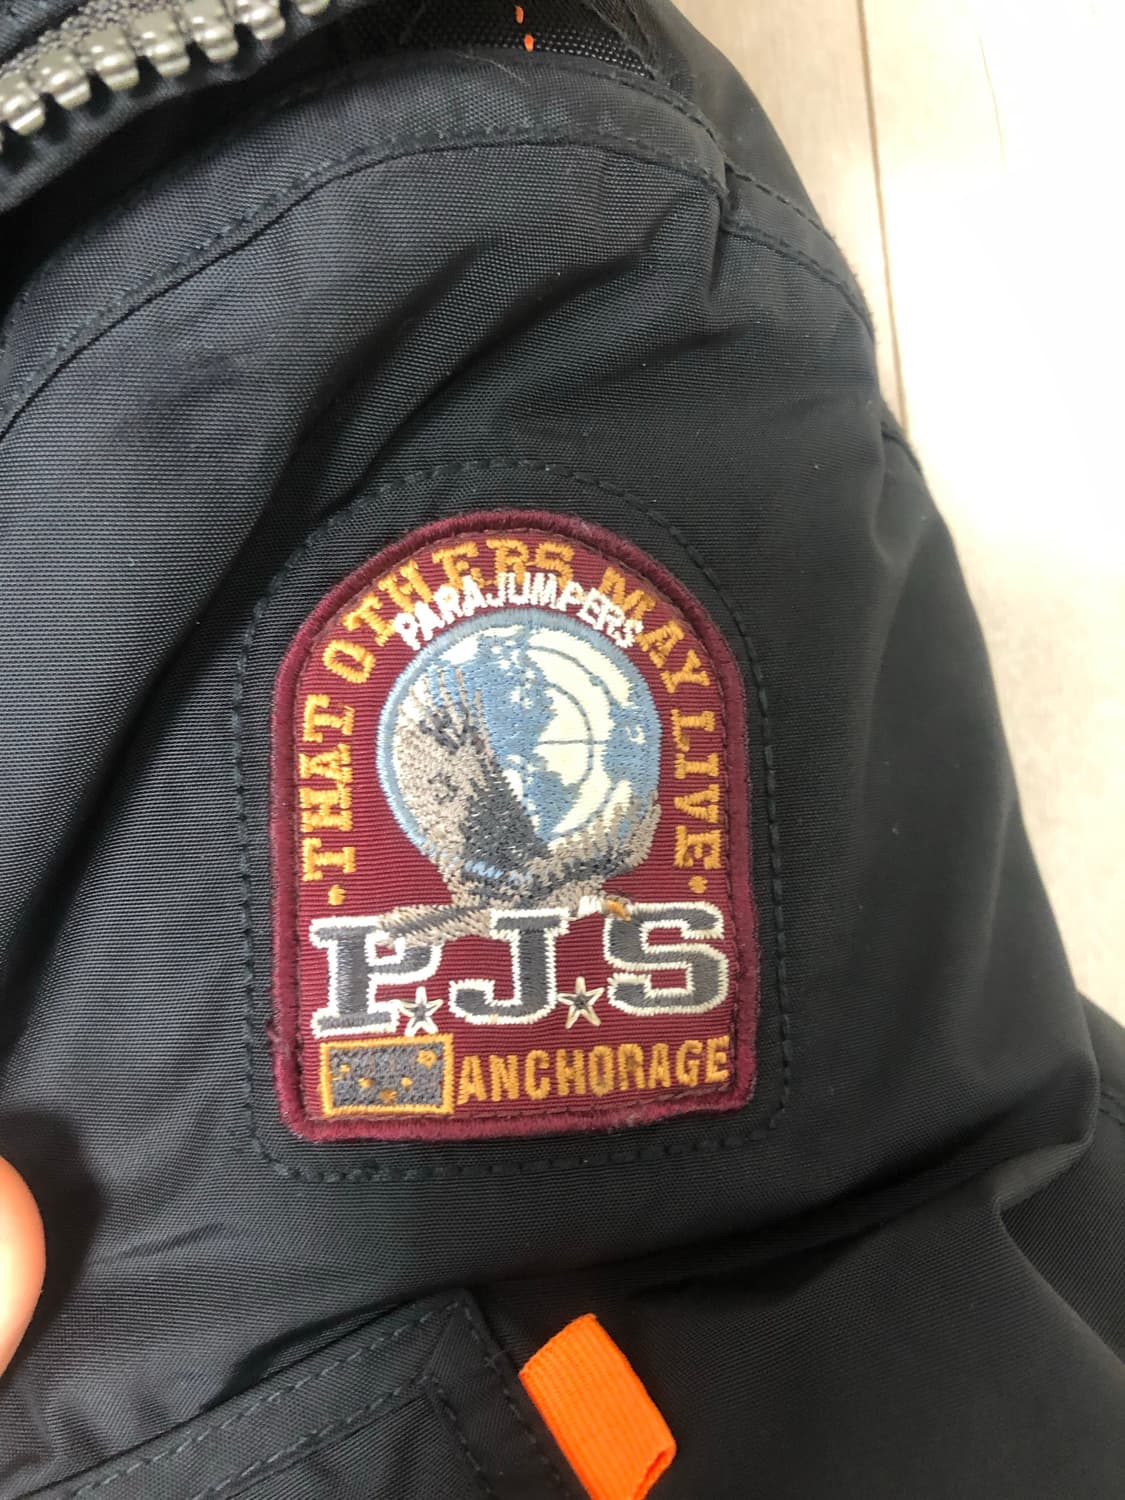 • THAT OTHERS MAY LIVE •
PARAJUMPERS
P.J.S
ANCHORAGE